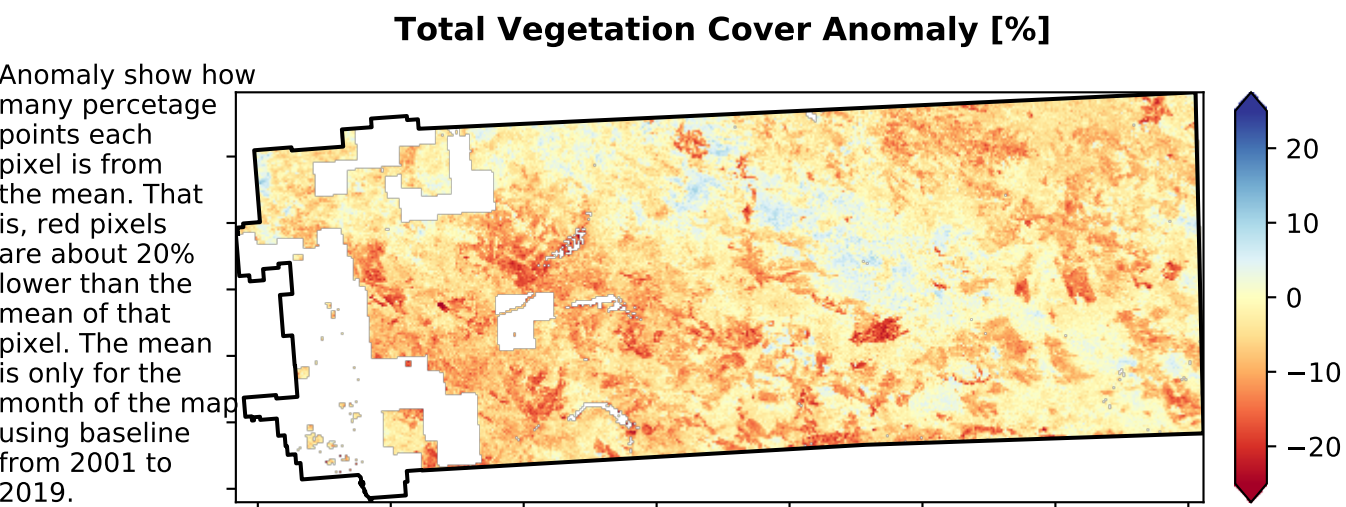 Total Vegetation Cover Anomaly [%]
Anomaly show how
many percetage
points each
pixel is from
the mean. That
is, red pixels
are about 20%
lower than the
mean of that
pixel. The mean
is only for the
month of the map
using baseline
from 2001 to
2019.
20
10
0
−10
−20